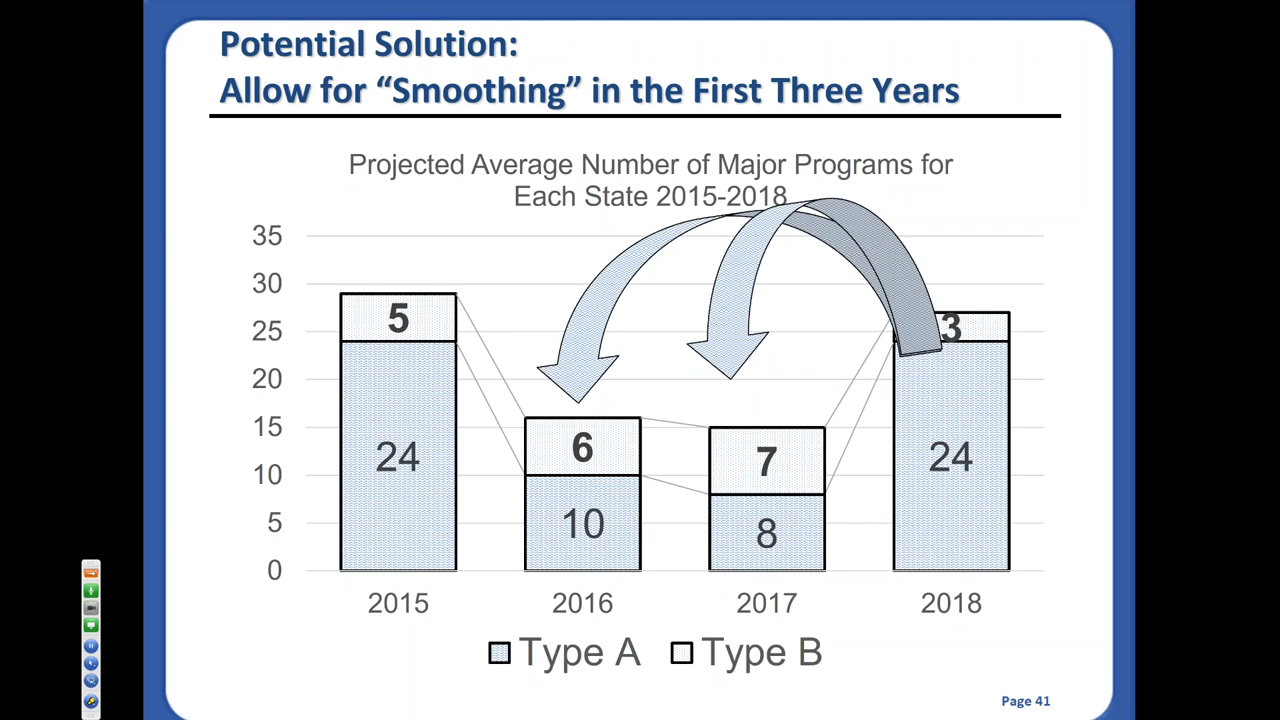 Potential Solution:
Allow for “Smoothing” in the First Three Years
Projected Average Number of Major Programs for
Each State 2015-2018
35
30
25
20
15
10
5
0
5
24
6
10
7
8
3
24
2015
2016
2017
2018
Type A
Type B
Page 41